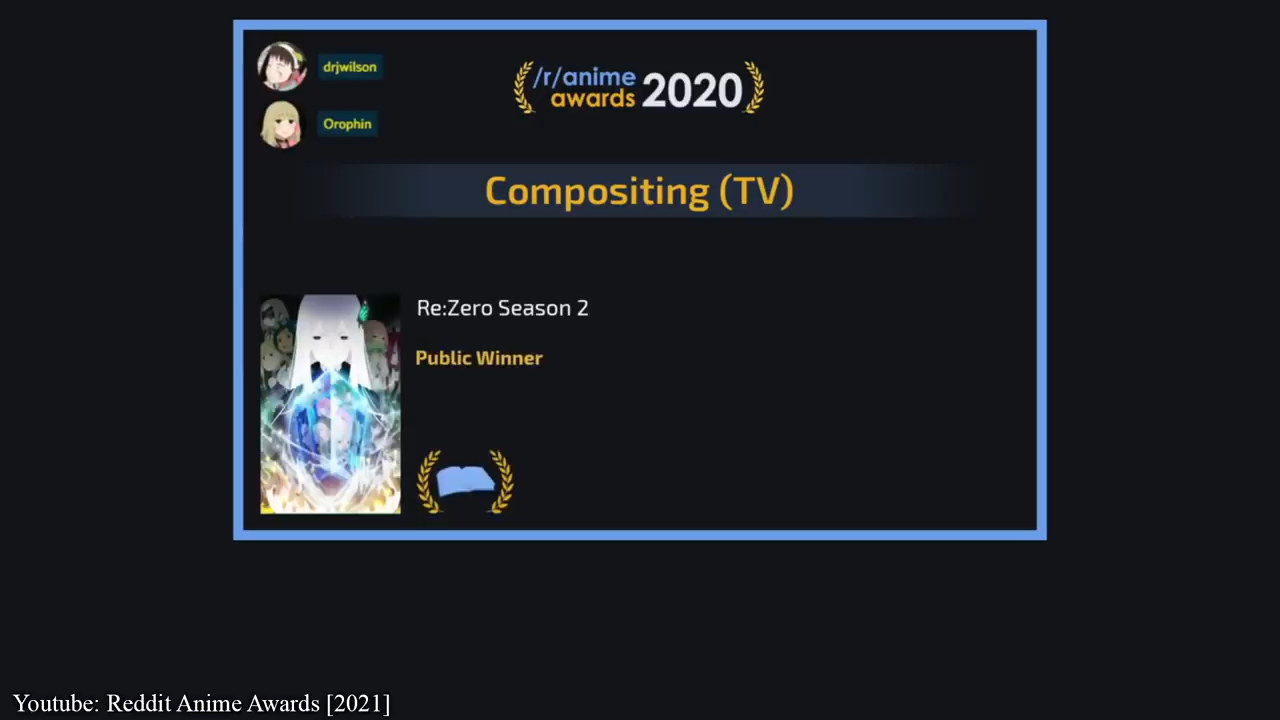 drjwilson
Orophin
/r/anime
awards 2020
Compositing (TV)
Re:Zero Season 2
Public Winner
Youtube: Reddit Anime Awards [2021]